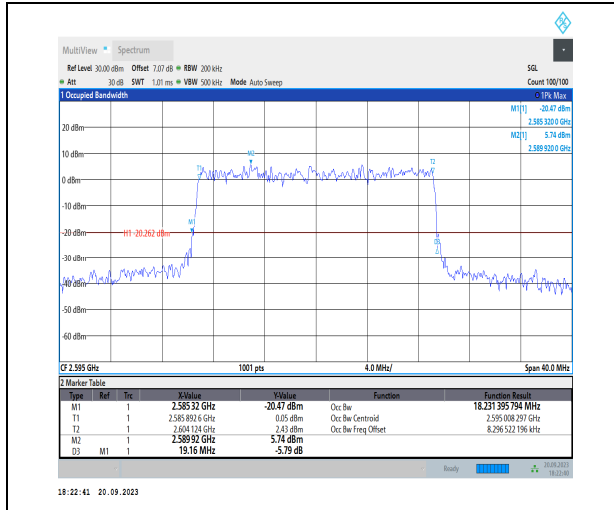 MultiView Spectrum
Ref Level 30.00 dBm Offset 7.07 dB RBW 200 kHz SGL
Att 30 dB SWT 1.01 ms VBW 500 kHz Mode Auto Sweep Count 100/100
1 Occupied Bandwidth 1Pk Max
M1[1] -20.47 dBm
2.585 320 0 GHz
M2[1] 5.74 dBm
2.589 920 0 GHz
20 dBm
10 dBm
M2
T1
T2
0 dBm
-10 dBm
M1
-20 dBm
H1 -20.262 dBm
D3
-30 dBm
-40 dBm
-50 dBm
-60 dBm
CF 2.595 GHz 1001 pts 4.0 MHz/ Span 40.0 MHz
2 Marker Table
Type Ref Trc X-Value Y-Value Function Function Result
M1 1 2.585 32 GHz -20.47 dBm Occ Bw 18.231 395 794 MHz
T1 1 2.585 892 6 GHz 0.05 dBm Occ Bw Centroid 2.595 008 297 GHz
T2 1 2.604 124 GHz 2.43 dBm Occ Bw Freq Offset 8.296 522 196 kHz
M2 1 2.589 92 GHz 5.74 dBm
D3 M1 1 19.16 MHz -5.79 dB
Ready 20.09.2023
18:22:40
18:22:41 20.09.2023